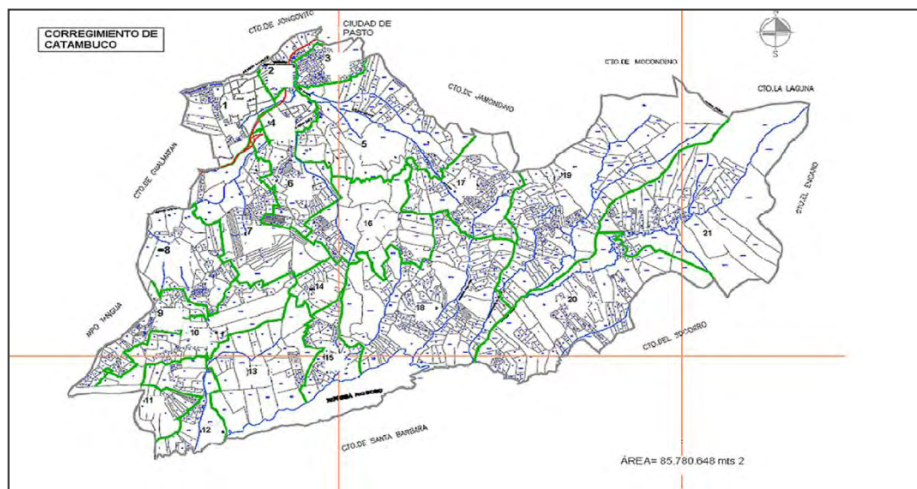 CORREGIMIENTO DE
CATAMBUCO
CTO.DE JONGOVITO
CIUDAD DE
PASTO
N
S
CTO.DE MOCONDINO
CTO.LA LAGUNA
CTO.DE JAMONDINO
CTO.DE GUALMATAN
CTO.EL ENCANO
MPO TANGUA
CTO.DEL SOCORRO
CTO.DE SANTA BARBARA
1
2
3
4
5
6
7
8
9
10
11
12
13
14
15
16
17
18
19
20
21
ÁREA= 85.780.648 mts 2